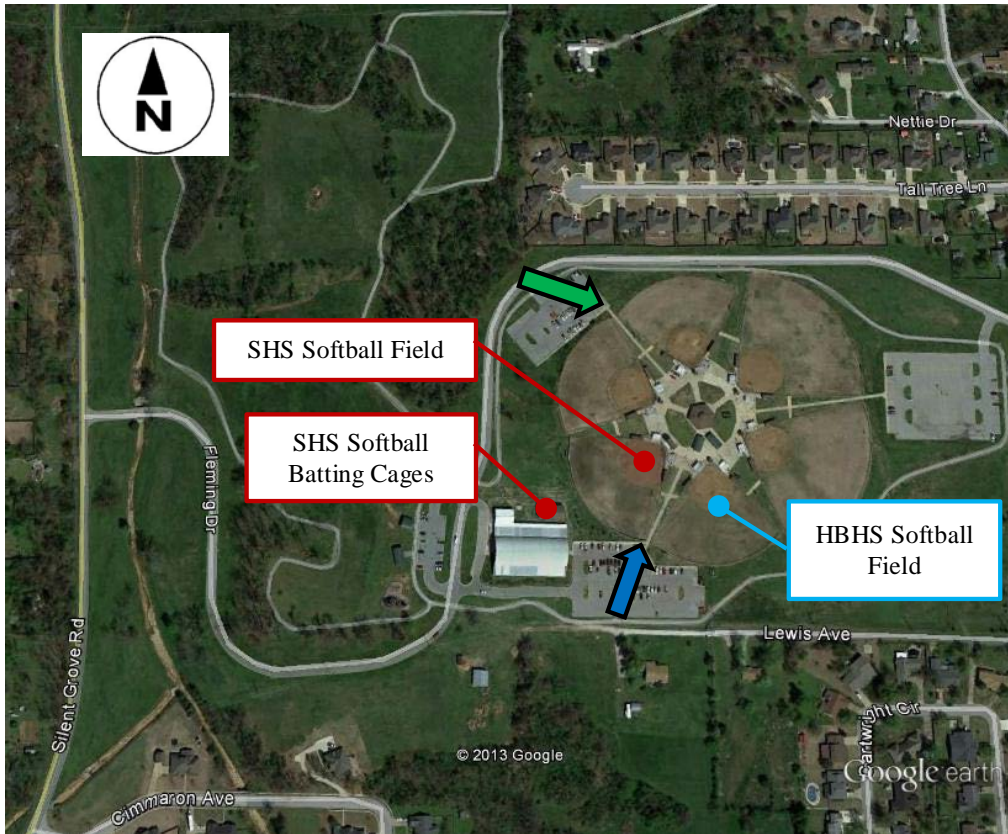 N
Nettie Dr
Tall Tree Ln
SHS Softball Field
SHS Softball
Batting Cages
Fleming Dr
HBHS Softball
Field
Lewis Ave
Silent Grove Rd
Cartwright Cir
© 2013 Google
Google earth
Cimmaron Ave